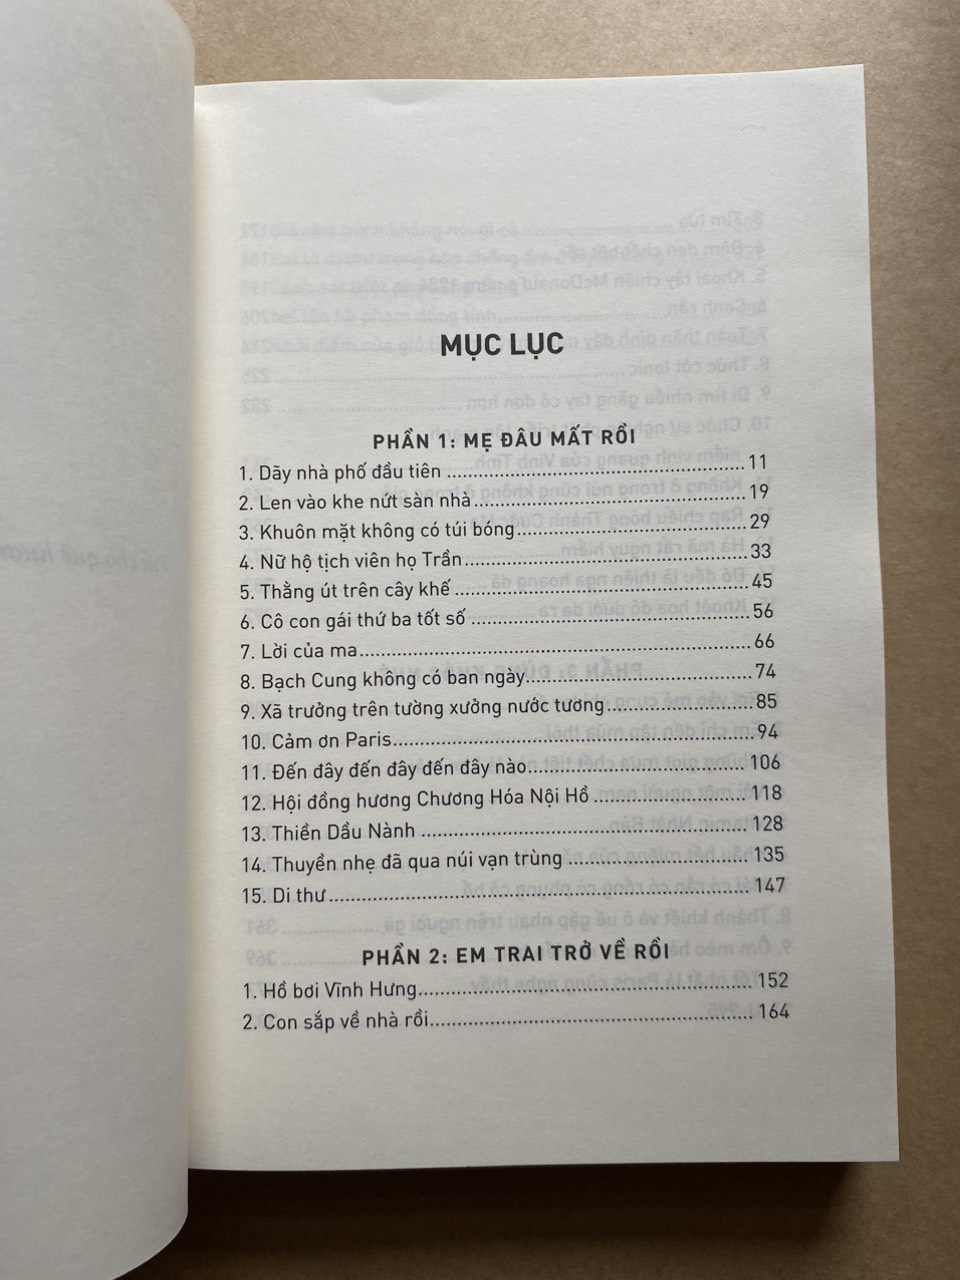 MỤC LỤC
PHẦN 1: MẸ ĐÂU MẤT RỒI
1. Dãy nhà phố đầu tiên ........ 11
2. Len vào khe nứt sàn nhà ........ 19
3. Khuôn mặt không có túi bóng ........ 29
4. Nữ hộ tịch viên họ Trần ........ 33
5. Thằng út trên cây khế ........ 45
6. Cô con gái thứ ba tốt số ........ 56
7. Lời của ma ........ 66
8. Bạch Cung không có ban ngày ........ 74
9. Xã trưởng trên tường xưởng nước tương ........ 85
10. Cảm ơn Paris ........ 94
11. Đến đây đến đây đến đây nào ........ 106
12. Hội đồng hương Chương Hóa Nội Hồ ........ 118
13. Thiền Dầu Nành ........ 128
14. Thuyền nhẹ đã qua núi vạn trùng ........ 135
15. Di thư ........ 147
PHẦN 2: EM TRAI TRỞ VỀ RỒI
1. Hồ bơi Vĩnh Hưng ........ 152
2. Con sắp về nhà rồi ........ 164